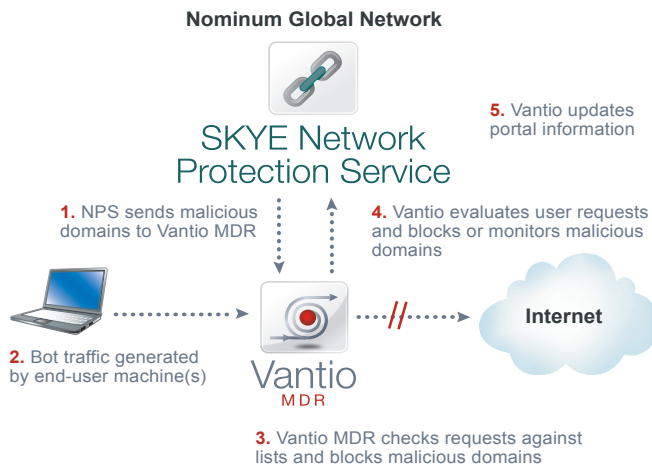 Nominum Global Network
SKYE Network
Protection Service
5. Vantio updates
portal information
1. NPS sends malicious
domains to Vantio MDR
4. Vantio evaluates user requests
and blocks or monitors malicious
domains
Internet
2. Bot traffic generated
by end-user machine(s)
Vantio
MDR
3. Vantio MDR checks requests against
lists and blocks malicious domains